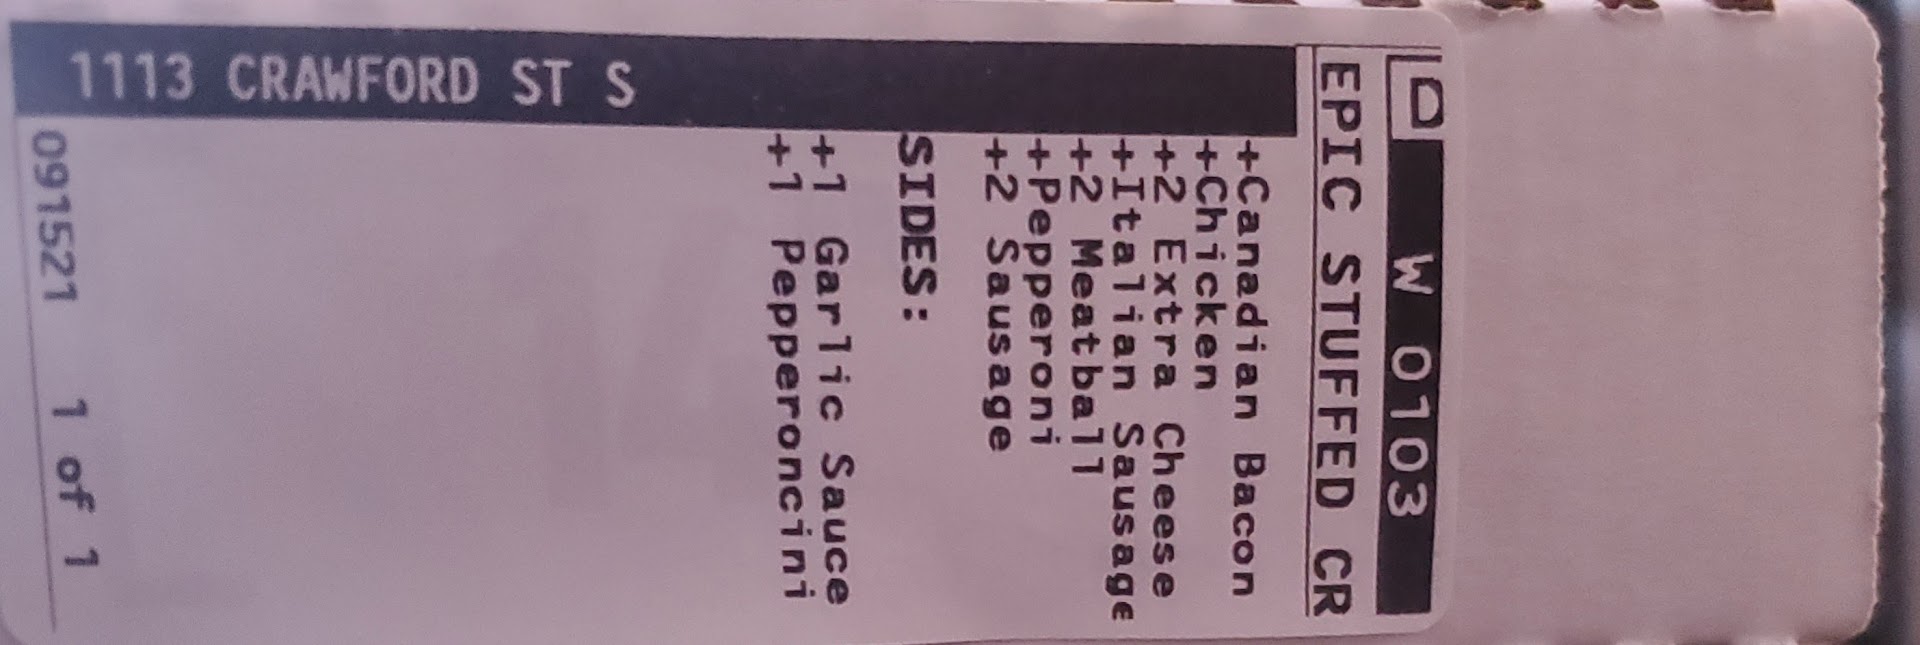 D W 0103
EPIC STUFFED CR
+Canadian Bacon
+Chicken
+2 Extra Cheese
+Italian Sausage
+2 Meatball
+Pepperoni
+2 Sausage
SIDES:
+1 Garlic Sauce
+1 Pepperoncini
1113 CRAWFORD ST S
091521 1 of 1